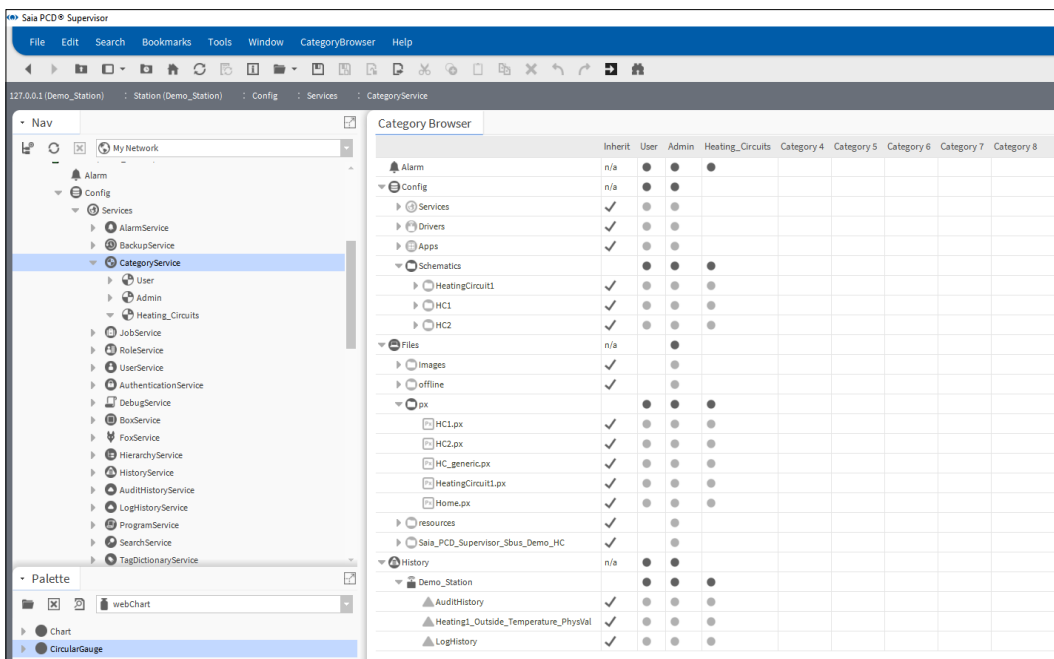 Saia PCD® Supervisor
File Edit Search Bookmarks Tools Window CategoryBrowser Help
127.0.0.1 (Demo_Station) : Station (Demo_Station) : Config : Services : CategoryService
Nav
My Network
Alarm
Config
Services
AlarmService
BackupService
CategoryService
User
Admin
Heating_Circuits
JobService
RoleService
UserService
AuthenticationService
DebugService
BoxService
FoxService
HierarchyService
HistoryService
AuditHistoryService
LogHistoryService
ProgramService
SearchService
TagDictionaryService
Palette
webChart
Chart
CircularGauge
Category Browser
Inherit User Admin Heating_Circuits Category 4 Category 5 Category 6 Category 7 Category 8
Alarm n/a
Config n/a
Services
Drivers
Apps
Schematics
HeatingCircuit1
HC1
HC2
Files n/a
Images
offline
px
Px HC1.px
Px HC2.px
Px HC_generic.px
Px HeatingCircuit1.px
Px Home.px
resources
Saia_PCD_Supervisor_Sbus_Demo_HC
History n/a
Demo_Station
AuditHistory
Heating1_Outside_Temperature_PhysVal
LogHistory